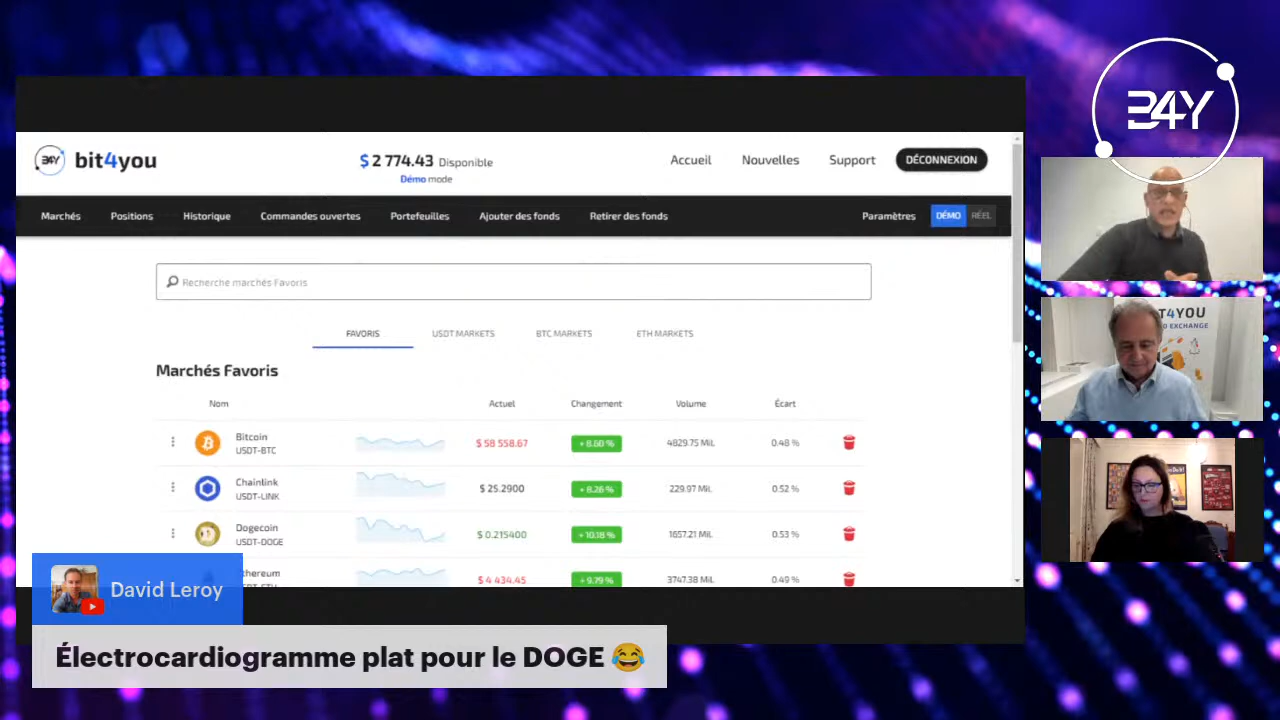 B4Y
B4Y bit4you
$ 2 774.43 Disponible
Démo mode
Accueil Nouvelles Support DÉCONNEXION
Marchés Positions Historique Commandes ouvertes Portefeuilles Ajouter des fonds Retirer des fonds Paramètres DÉMO RÉEL
Recherche marchés Favoris
FAVORIS USDT MARKETS BTC MARKETS ETH MARKETS
Marchés Favoris
Nom Actuel Changement Volume Écart
Bitcoin
USDT-BTC
$ 58 558.67 + 8.60 % 4829.75 Mil. 0.48 %
Chainlink
USDT-LINK
$ 25.2900 + 8.26 % 229.97 Mil. 0.52 %
Dogecoin
USDT-DOGE
$ 0.215400 + 10.18 % 1657.21 Mil. 0.53 %
thereum
$ 4 434.45 + 9.79 % 3747.38 Mil. 0.49 %
T4YOU
EXCHANGE
David Leroy
Électrocardiogramme plat pour le DOGE 😂